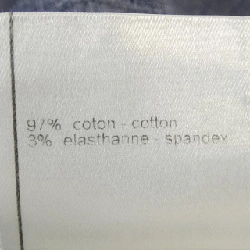 97% coton - cotton
3% elasthanne - spandex